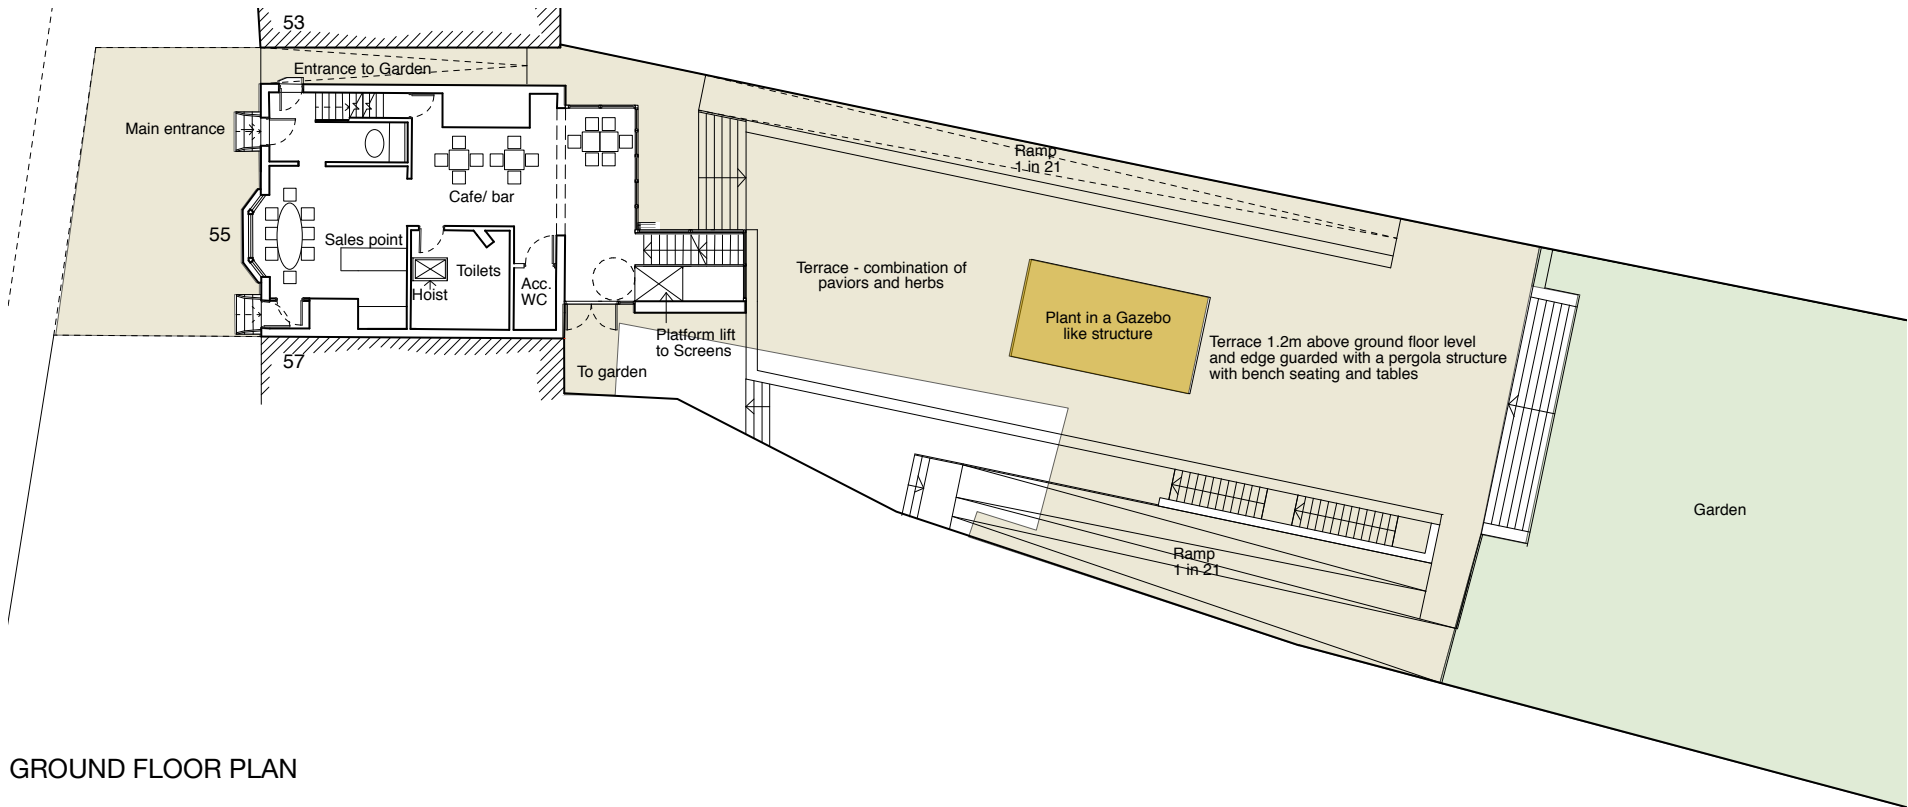 53
Entrance to Garden
Main entrance
Ramp
1 in 21
Cafe/ bar
55
Sales point
Toilets
Hoist
Acc.
WC
Terrace - combination of
paviors and herbs
Plant in a Gazebo
like structure
Platform lift
to Screens
Terrace 1.2m above ground floor level
and edge guarded with a pergola structure
with bench seating and tables
57
To garden
Garden
Ramp
1 in 21
GROUND FLOOR PLAN